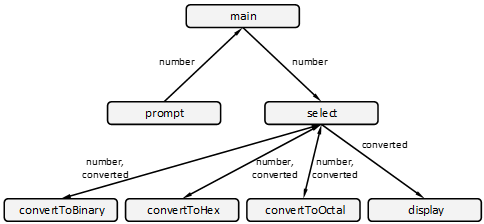 main
number
number
prompt
select
number,
converted
number,
converted
number,
converted
converted
convertToBinary
convertToHex
convertToOctal
display